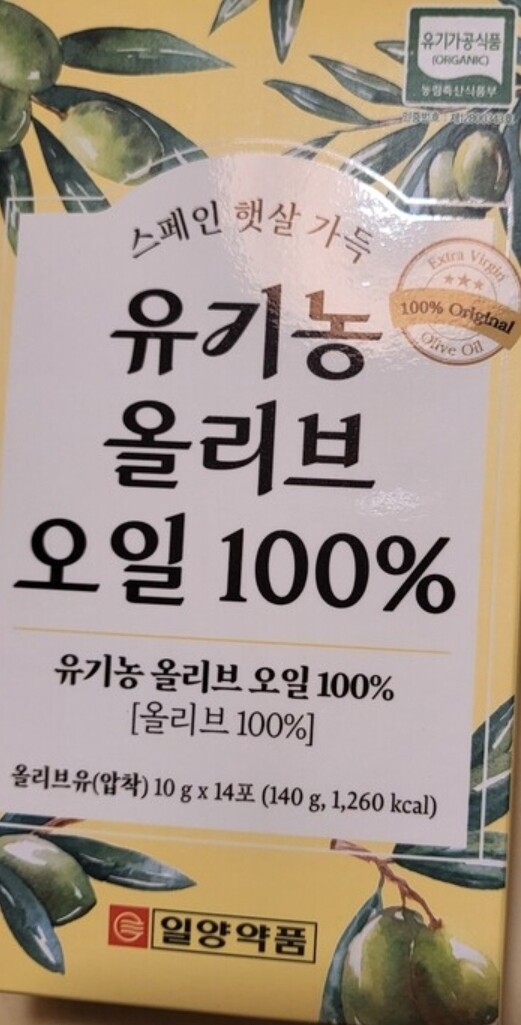 유기가공식품
(ORGANIC)
농림축산식품부
스페인 햇살 가득
Extra Virgin
100% Original
Olive Oil
유기농
올리브
오일 100%
유기농 올리브 오일 100%
[올리브 100%]
올리브유(압착) 10 g x 14포 (140 g, 1,260 kcal)
일양약품